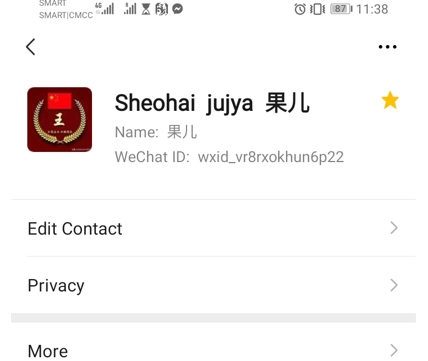 SMART
SMART|CMCC
4G
87
11:38
Sheohai jujya 果儿
王
Name: 果儿
WeChat ID: wxid_vr8rxokhun6p22
Edit Contact
Privacy
More